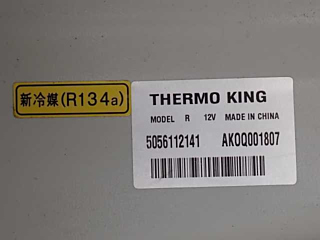 新冷媒(R134a)
THERMO KING
MODEL R 12V MADE IN CHINA
5056112141 AKOQ001807